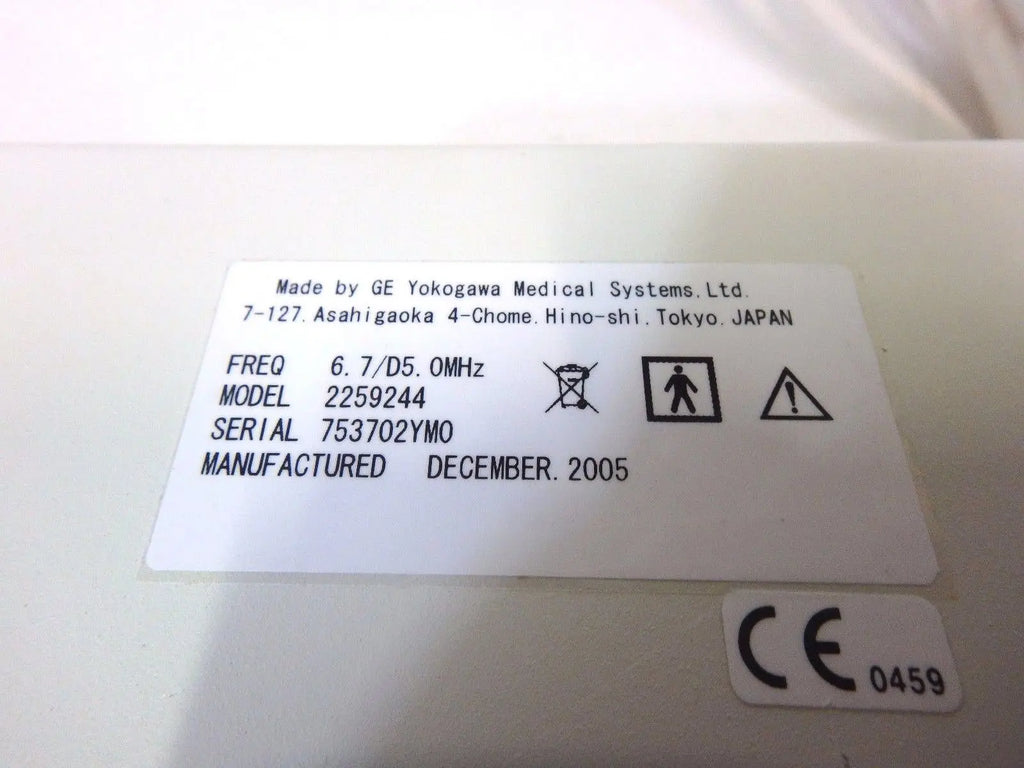 Made by GE Yokogawa Medical Systems.Ltd.
7-127.Asahigaoka 4-Chome.Hino-shi.Tokyo.JAPAN
FREQ 6.7/D5.0MHz
MODEL 2259244
SERIAL 753702YM0
MANUFACTURED DECEMBER.2005
CE 0459